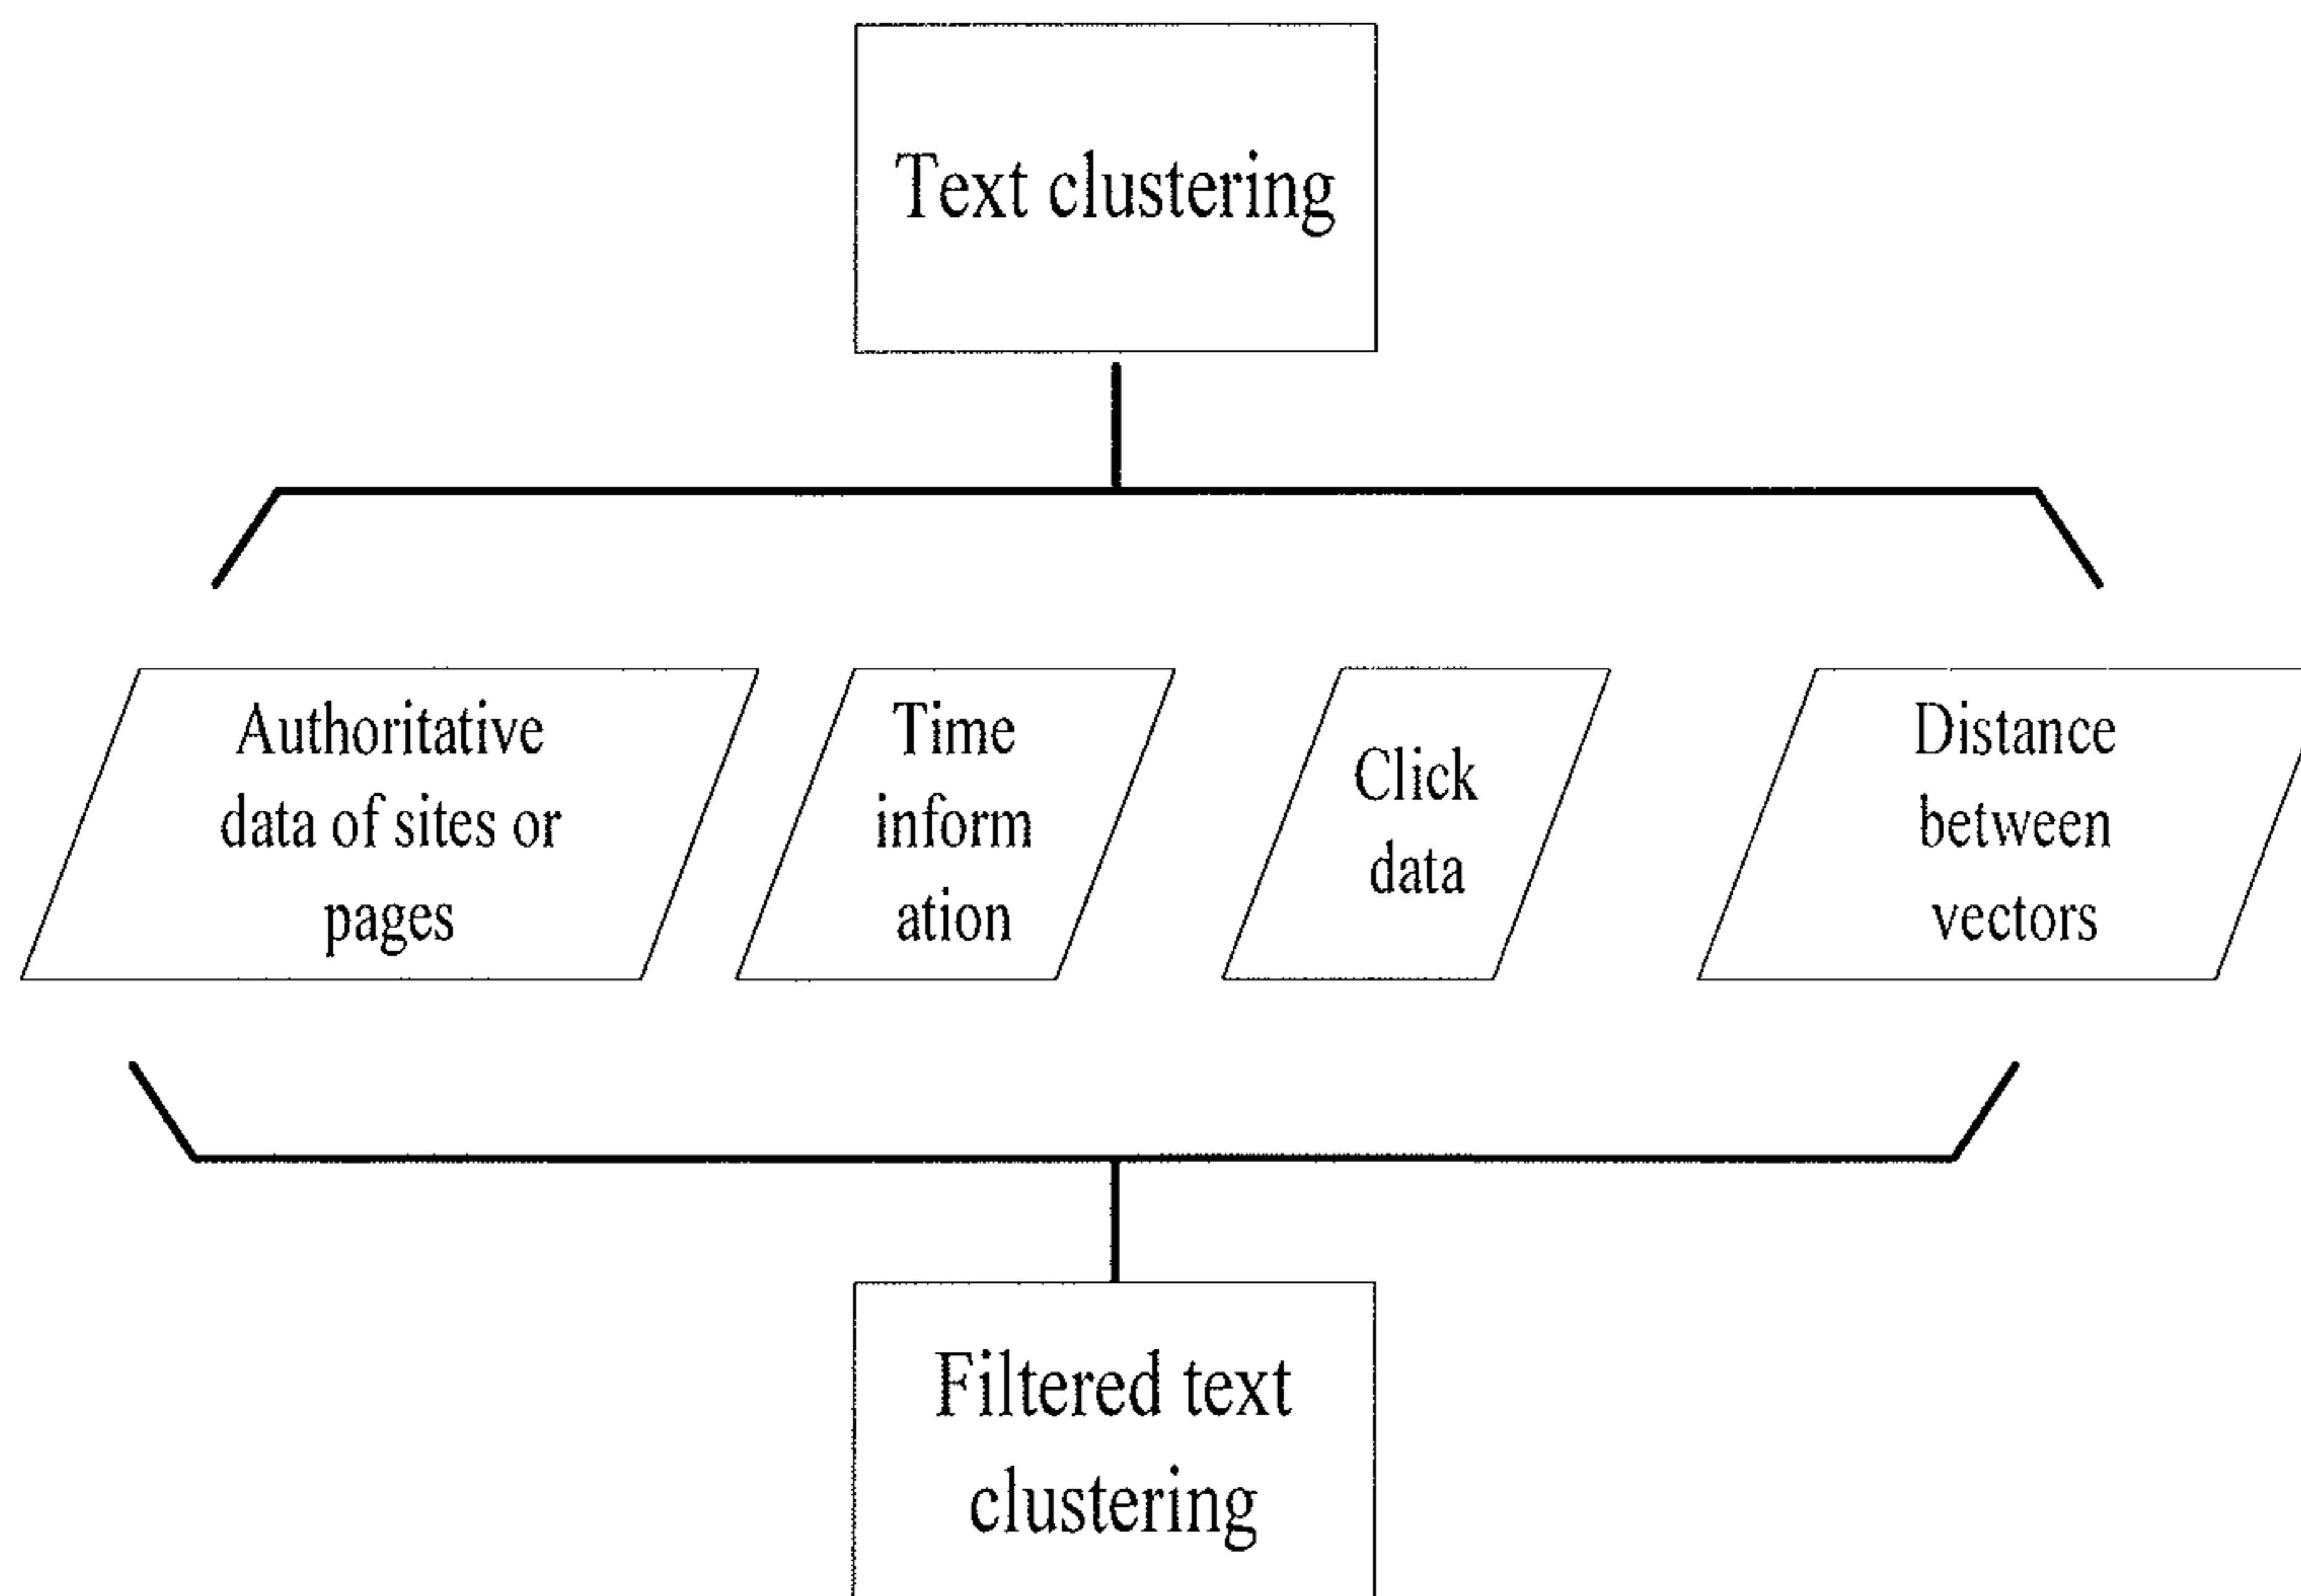 Text clustering
Authoritative
data of sites or
pages
Time
inform
ation
Click
data
Distance
between
vectors
Filtered text
clustering